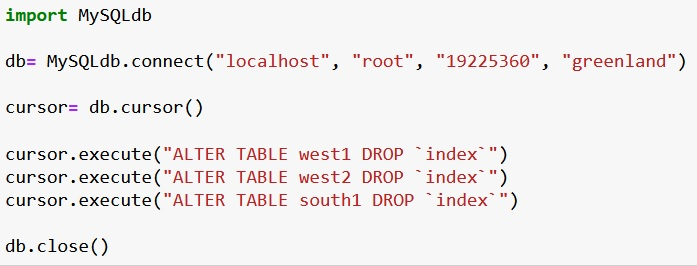 import MySQLdb
db= MySQLdb.connect("localhost", "root", "19225360", "greenland")
cursor= db.cursor()
cursor.execute("ALTER TABLE west1 DROP `index`")
cursor.execute("ALTER TABLE west2 DROP `index`")
cursor.execute("ALTER TABLE south1 DROP `index`")
db.close()